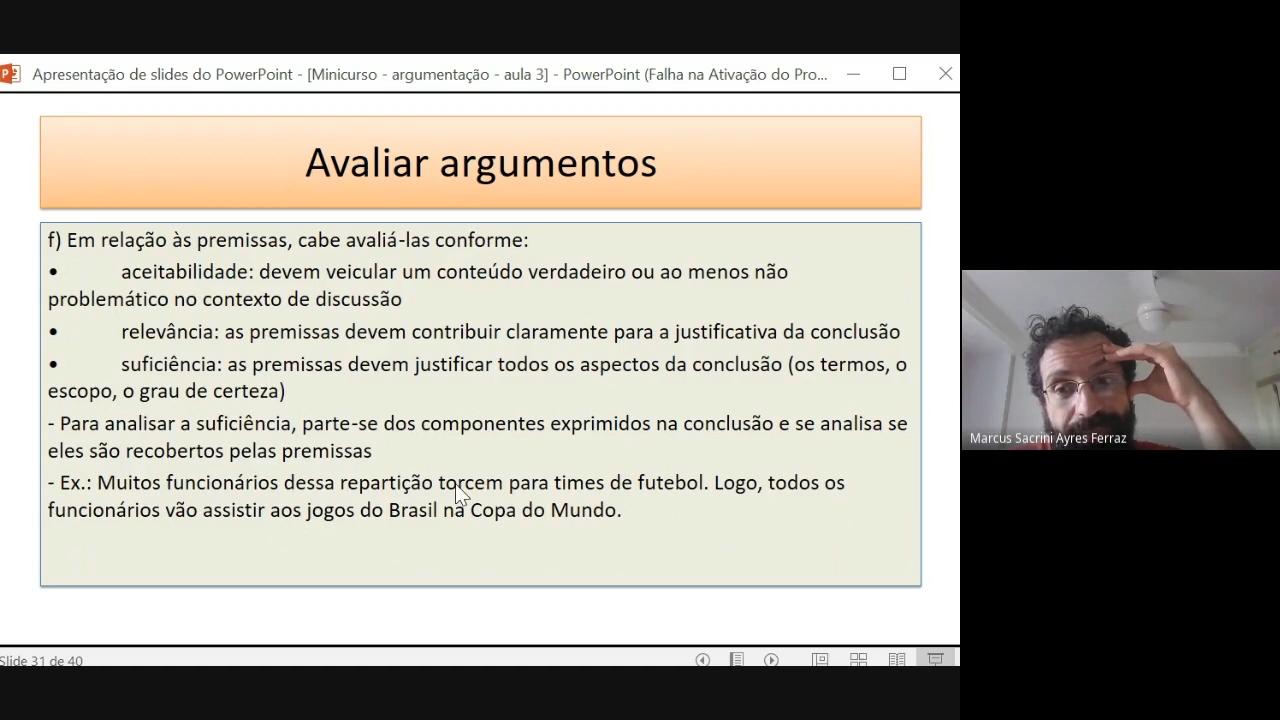 Apresentação de slides do PowerPoint - [Minicurso - argumentação - aula 3] - PowerPoint (Falha na Ativação do Pro...
Avaliar argumentos
f) Em relação às premissas, cabe avaliá-las conforme:
• aceitabilidade: devem veicular um conteúdo verdadeiro ou ao menos não
problemático no contexto de discussão
• relevância: as premissas devem contribuir claramente para a justificativa da conclusão
• suficiência: as premissas devem justificar todos os aspectos da conclusão (os termos, o
escopo, o grau de certeza)
- Para analisar a suficiência, parte-se dos componentes exprimidos na conclusão e se analisa se
eles são recobertos pelas premissas
- Ex.: Muitos funcionários dessa repartição torcem para times de futebol. Logo, todos os
funcionários vão assistir aos jogos do Brasil na Copa do Mundo.
Marcus Sacrini Ayres Ferraz
Slide 31 de 40